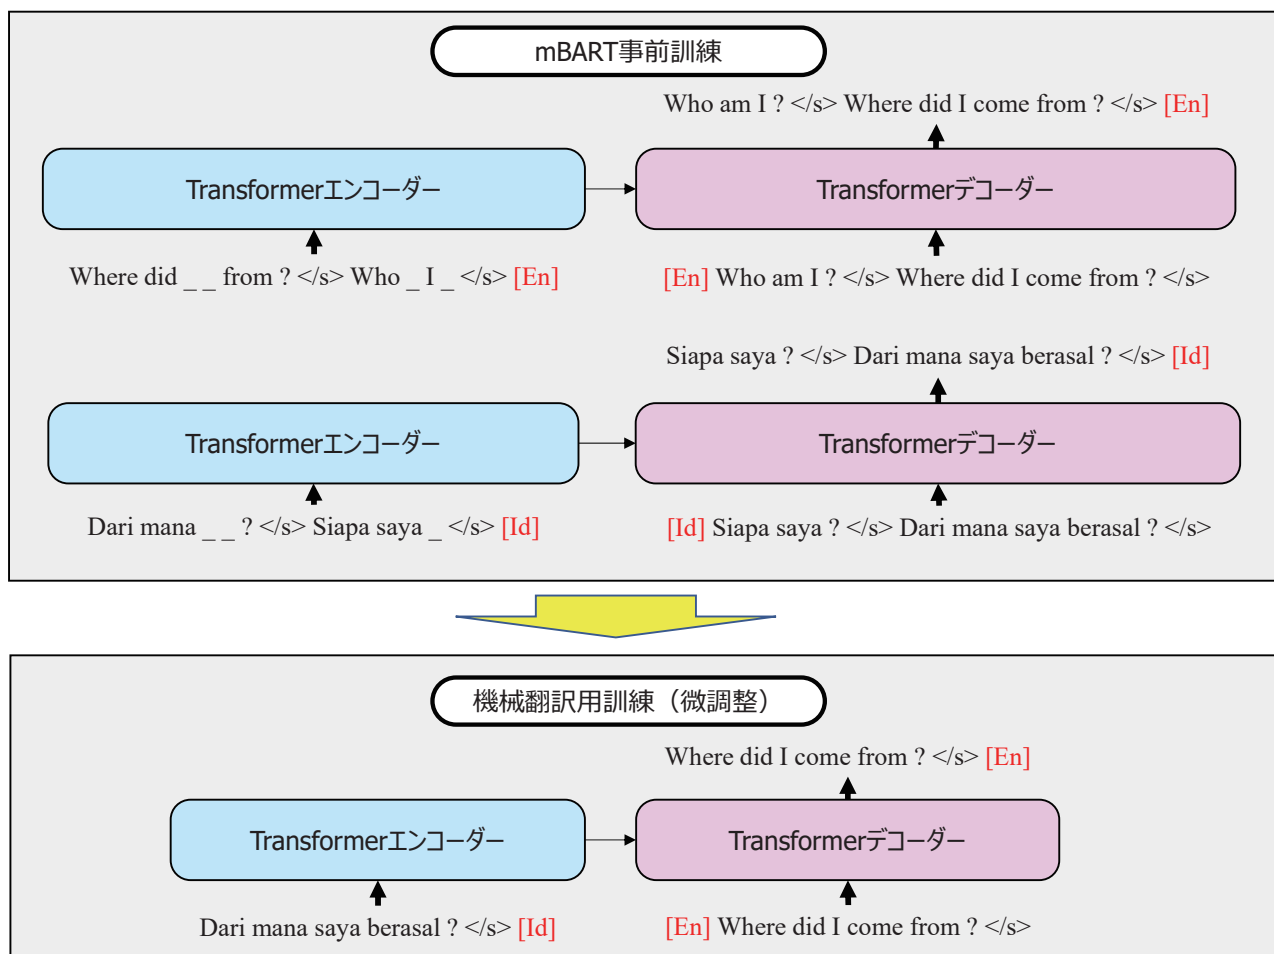 mBART事前訓練
Who am I ? </s> Where did I come from ? </s> [En]
Transformerエンコーダー
Transformerデコーダー
Where did _ _ from ? </s> Who _ I _ </s> [En]
[En] Who am I ? </s> Where did I come from ? </s>
Siapa saya ? </s> Dari mana saya berasal ? </s> [Id]
Transformerエンコーダー
Transformerデコーダー
Dari mana _ _ ? </s> Siapa saya _ </s> [Id]
[Id] Siapa saya ? </s> Dari mana saya berasal ? </s>
機械翻訳用訓練（微調整）
Where did I come from ? </s> [En]
Transformerエンコーダー
Transformerデコーダー
Dari mana saya berasal ? </s> [Id]
[En] Where did I come from ? </s>